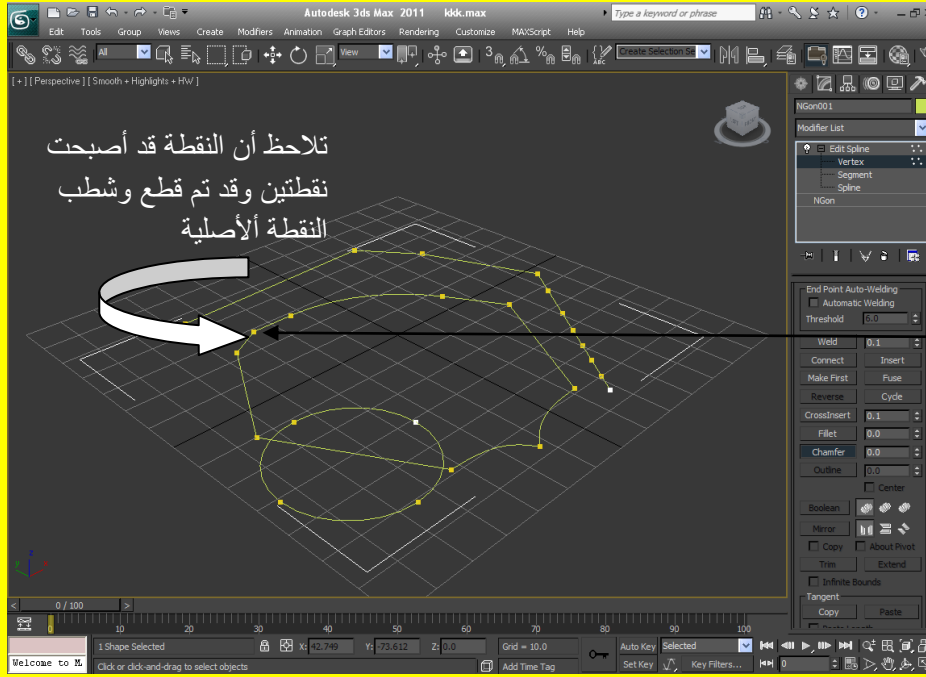 Autodesk 3ds Max 2011 kkk.max
Type a keyword or phrase
Edit Tools Group Views Create Modifiers Animation Graph Editors Rendering Customize MAXScript Help
All
View
3
Create Selection Se
[ + ] [ Perspective ] [ Smooth + Highlights + HW ]
تلاحظ أن النقطة قد أصبحت
نقطتين وقد تم قطع وشطب
النقطة ألأصلية
NGon001
Modifier List
Edit Spline
Vertex
Segment
Spline
NGon
End Point Auto-Welding
Automatic Welding
Threshold 6.0
Weld 0.1
Connect Insert
Make First Fuse
Reverse Cycle
CrossInsert 0.1
Fillet 0.0
Chamfer 0.0
Outline 0.0
Center
Boolean
Mirror
Copy About Pivot
Trim Extend
Infinite Bounds
Tangent
Copy Paste
z
0 / 100
0 10 20 30 40 50 60 70 80 90 100
1 Shape Selected X: 42.749 Y: -73.612 Z: 0.0 Grid = 10.0 Auto Key Selected
Welcome to M. Click or click-and-drag to select objects Add Time Tag Set Key Key Filters... 0